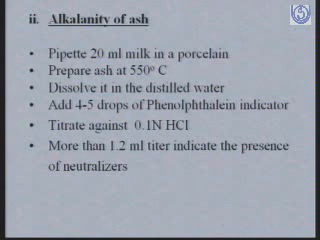 ii. Alkalanity of ash
• Pipette 20 ml milk in a porcelain
• Prepare ash at 550º C
• Dissolve it in the distilled water
• Add 4-5 drops of Phenolphthalein indicator
• Titrate against 0.1N HCl
• More than 1.2 ml titer indicate the presence
of neutralizers